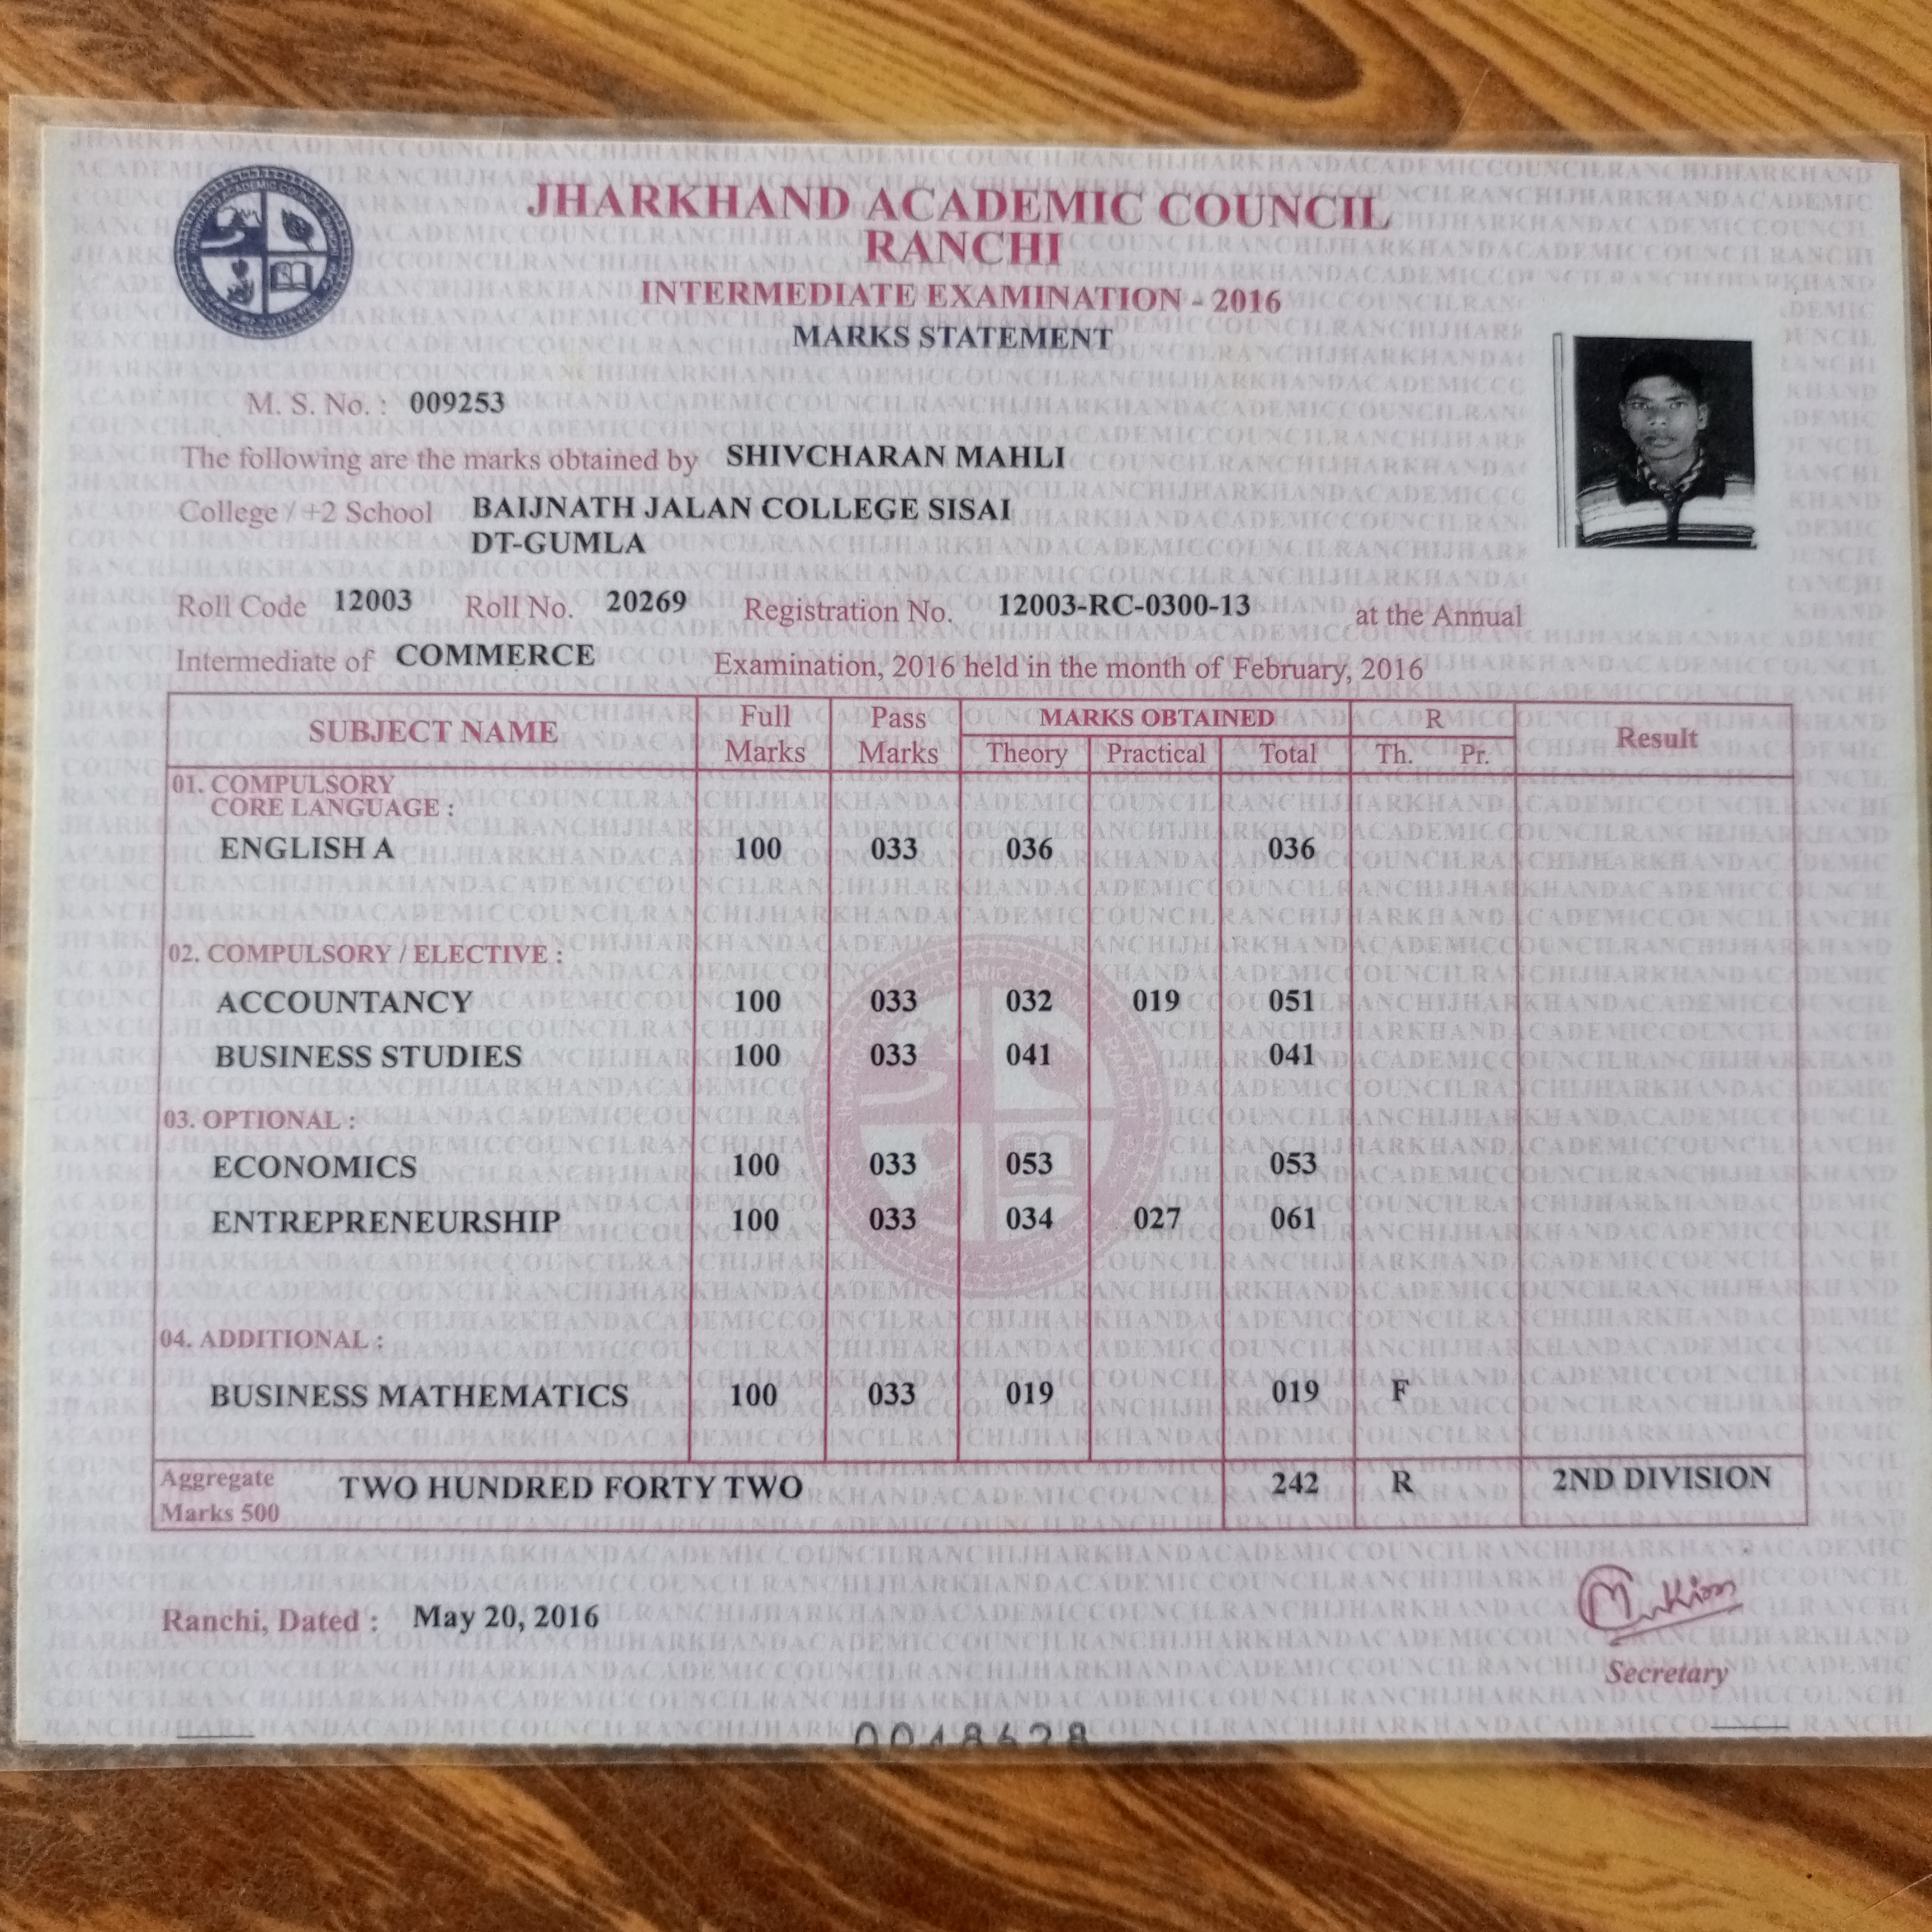 JHARKHAND ACADEMIC COUNCIL
RANCHI
INTERMEDIATE EXAMINATION - 2016
MARKS STATEMENT
M. S. No. : 009253
The following are the marks obtained by SHIVCHARAN MAHLI
College / +2 School BAIJNATH JALAN COLLEGE SISAI
DT-GUMLA
Roll Code 12003 Roll No. 20269 Registration No. 12003-RC-0300-13 at the Annual
Intermediate of COMMERCE Examination, 2016 held in the month of February, 2016
SUBJECT NAME Full Marks Pass Marks MARKS OBTAINED R Result
Theory Practical Total Th. Pr.
01. COMPULSORY
CORE LANGUAGE :
ENGLISH A 100 033 036 036
02. COMPULSORY / ELECTIVE :
ACCOUNTANCY 100 033 032 019 051
BUSINESS STUDIES 100 033 041 041
03. OPTIONAL :
ECONOMICS 100 033 053 053
ENTREPRENEURSHIP 100 033 034 027 061
04. ADDITIONAL :
BUSINESS MATHEMATICS 100 033 019 019 F
Aggregate
Marks 500 TWO HUNDRED FORTY TWO 242 R 2ND DIVISION
Ranchi, Dated : May 20, 2016
Secretary
0048628